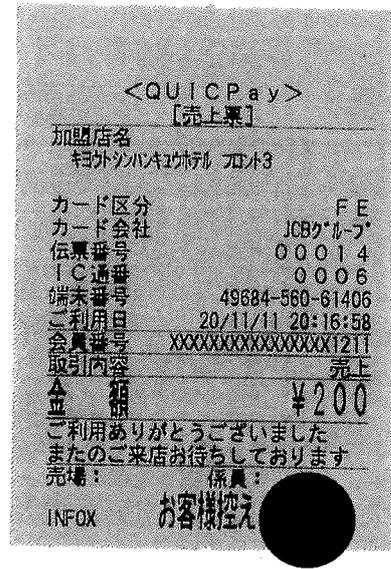 <QUICPay>
[売上票]
加盟店名
キヨウトシンハンキュウホテル フロント3
カード区分 FE
カード会社 JCBグループ
伝票番号 00014
IC通番 0006
端末番号 49684-560-61406
ご利用日 20/11/11 20:16:58
会員番号 XXXXXXXXXXXXXXXX1211
取引内容 売上
金 額 ¥200
ご利用ありがとうございました
またのご来店お待ちしております
売場: 係員:
INFOX お客様控え